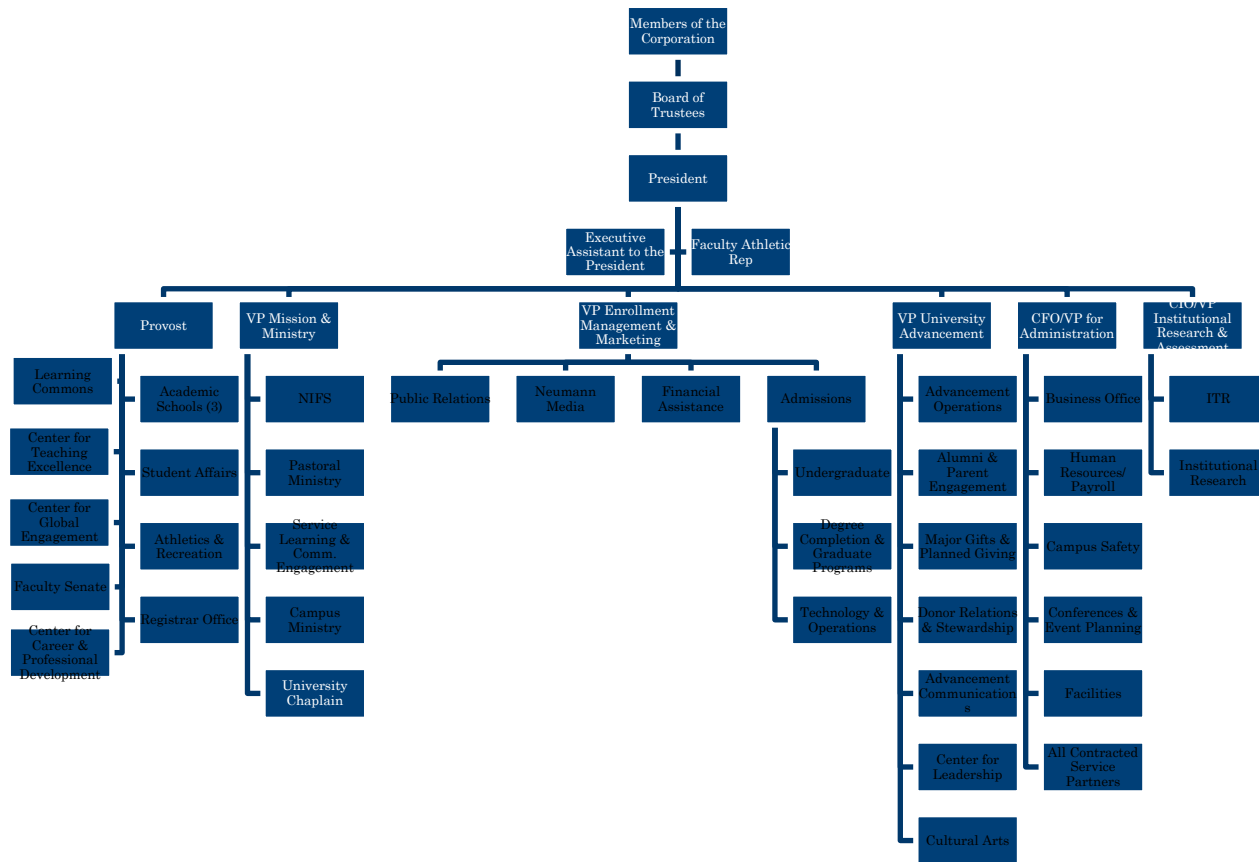 Members of the
Corporation
Board of
Trustees
President
Executive
Assistant to the
President
Faculty Athletic
Rep
Provost
VP Mission &
Ministry
VP Enrollment
Management &
Marketing
VP University
Advancement
CFO/VP for
Administration
CIO/VP
Institutional
Research &
Assessment
Learning
Commons
Center for
Teaching
Excellence
Center for
Global
Engagement
Faculty Senate
Center for
Career &
Professional
Development
Academic
Schools (3)
Student Affairs
Athletics &
Recreation
Registrar Office
NIFS
Pastoral
Ministry
Service
Learning &
Comm.
Engagement
Campus
Ministry
University
Chaplain
Public Relations
Neumann
Media
Financial
Assistance
Admissions
Undergraduate
Degree
Completion &
Graduate
Programs
Technology &
Operations
Advancement
Operations
Alumni &
Parent
Engagement
Major Gifts &
Planned Giving
Donor Relations
& Stewardship
Advancement
Communication
s
Center for
Leadership
Cultural Arts
Business Office
Human
Resources/
Payroll
Campus Safety
Conferences &
Event Planning
Facilities
All Contracted
Service
Partners
ITR
Institutional
Research